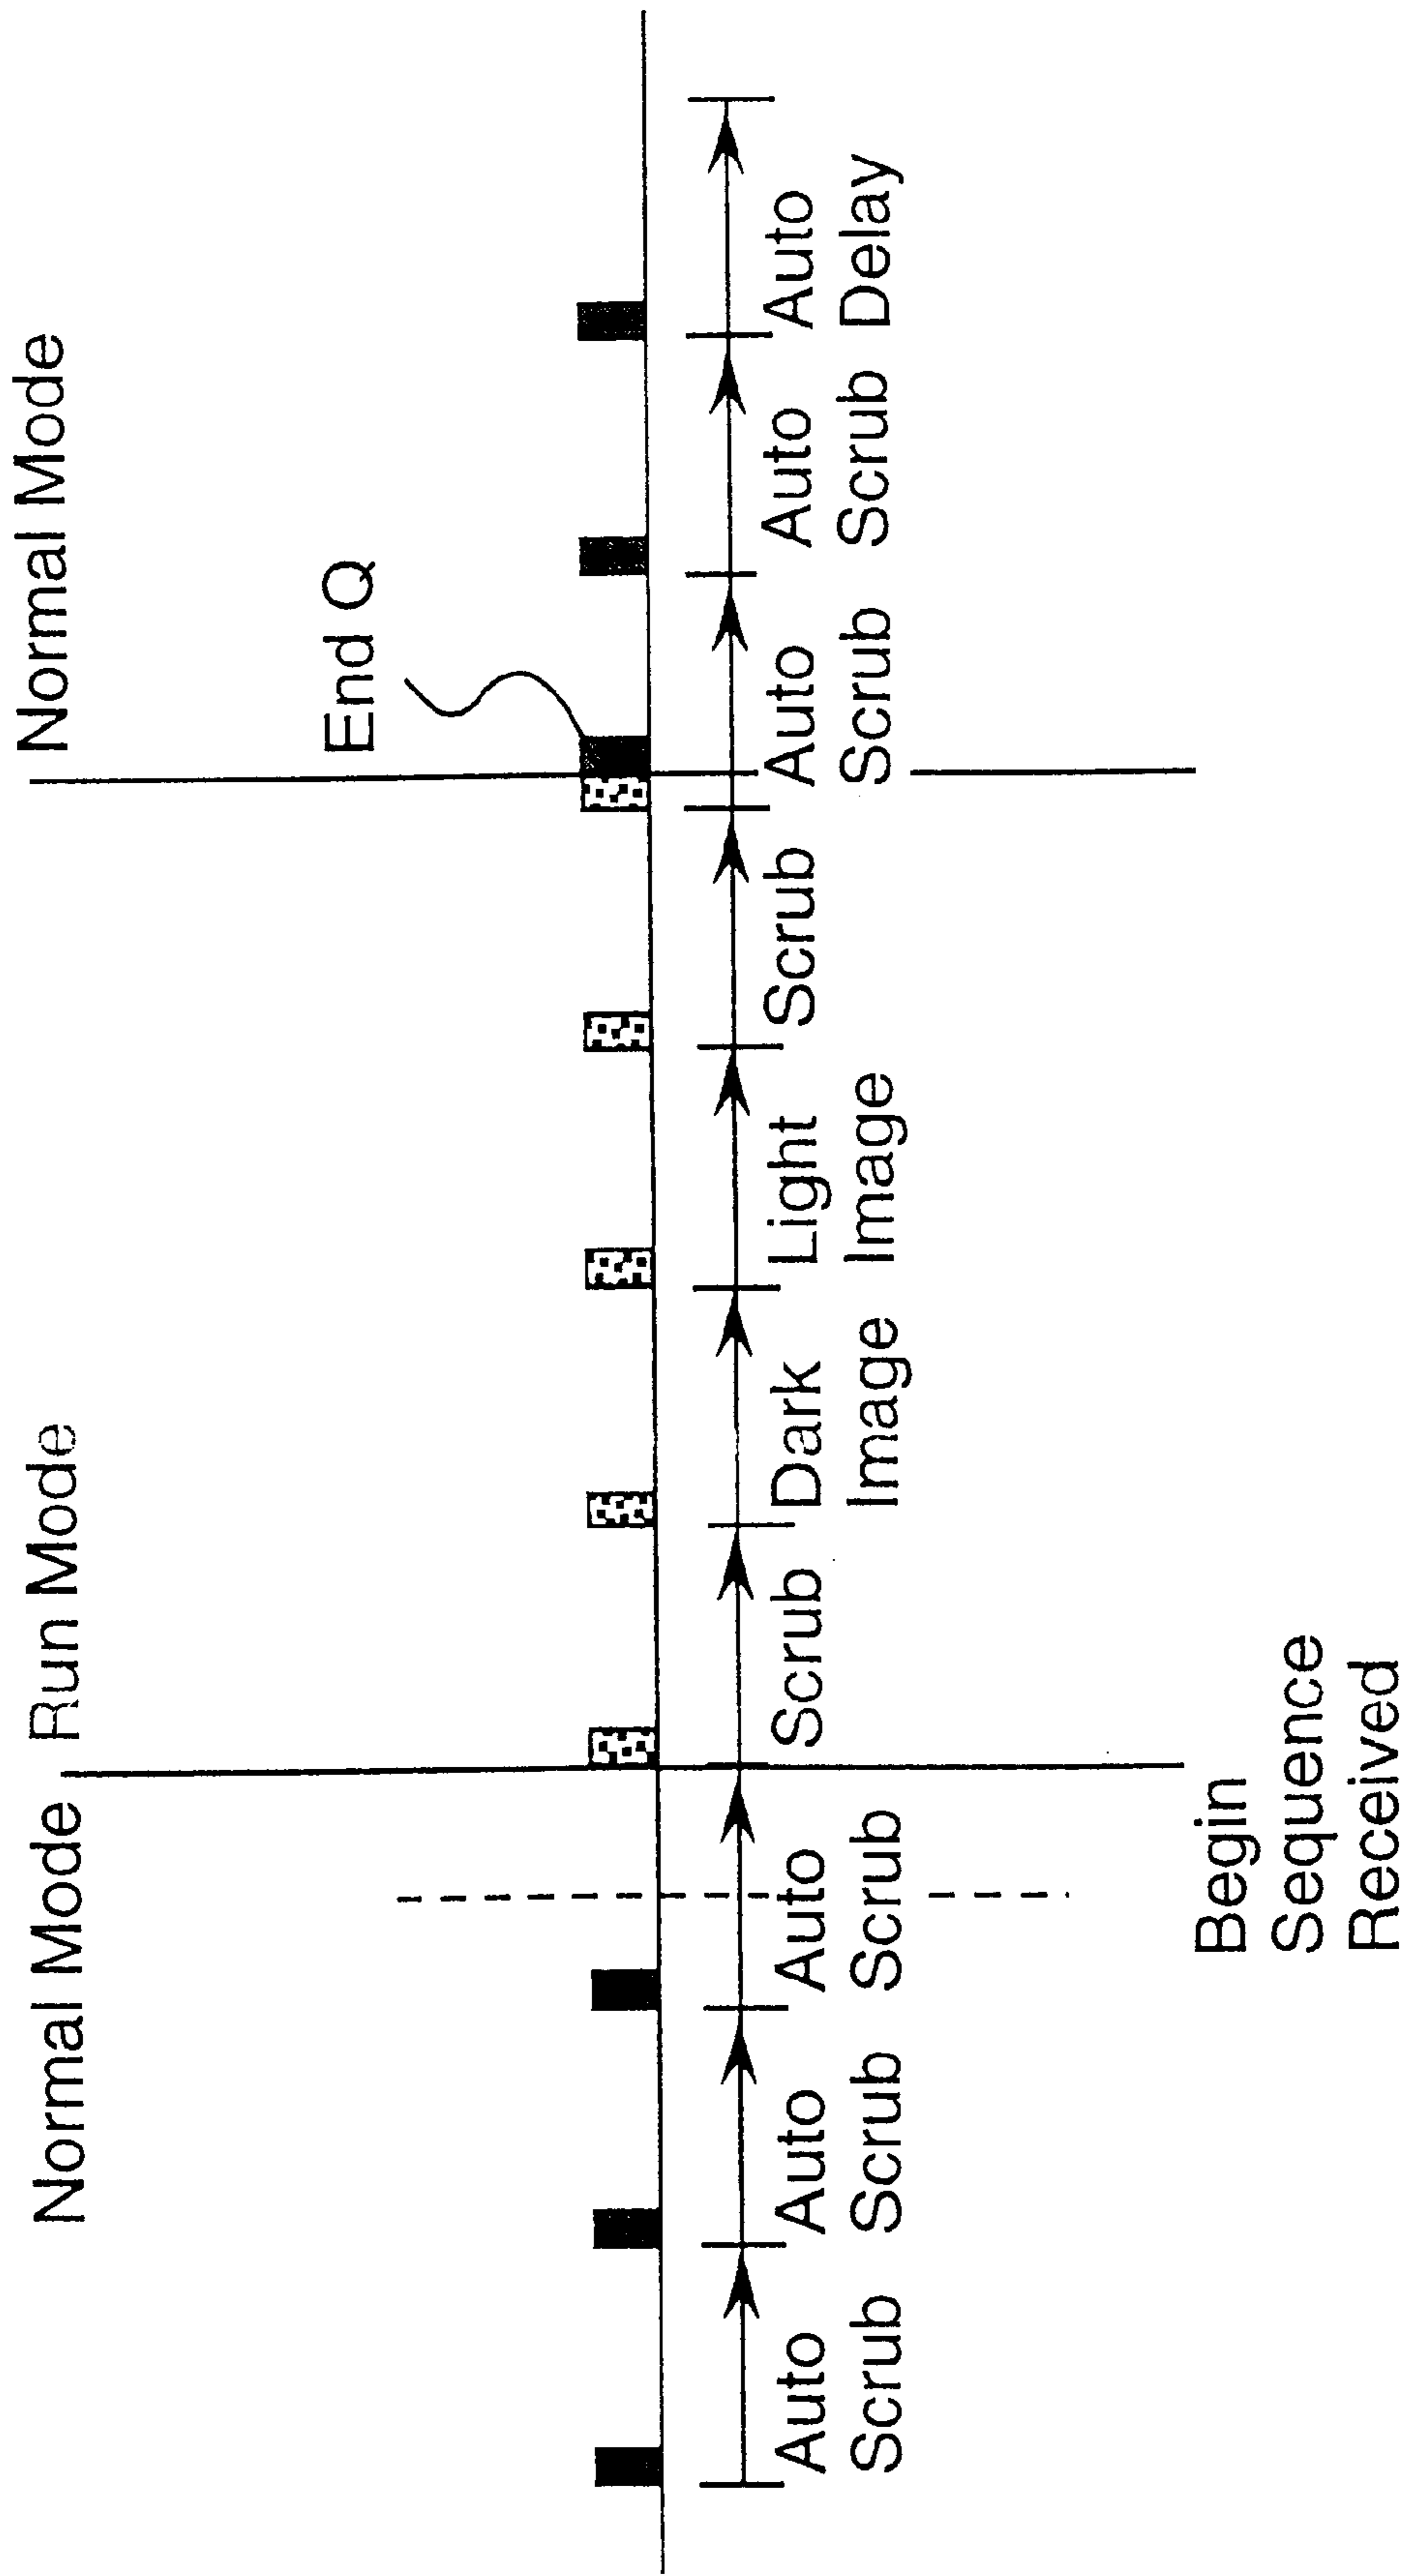 Normal Mode
Run Mode
Normal Mode
End Q
Auto
Scrub
Auto
Scrub
Auto
Scrub
Scrub
Dark
Image
Light
Image
Scrub
Auto
Scrub
Auto
Scrub
Auto
Delay
Begin
Sequence
Received